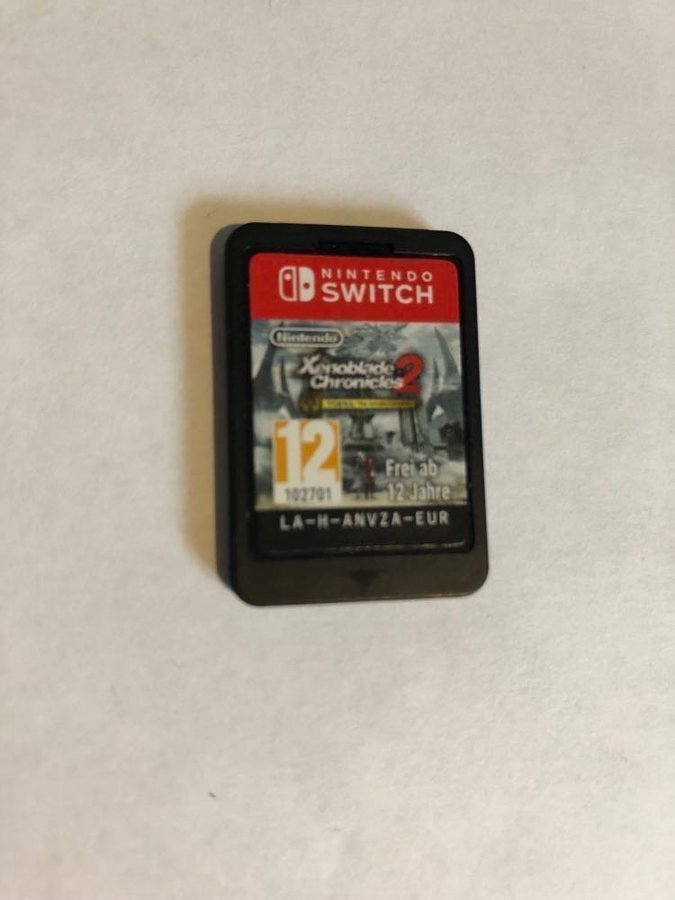 NINTENDO
SWITCH
Nintendo
Xenoblade
Chronicles 2
12
102701
Frei ab
12 Jahre
LA-H-ANVZA-EUR